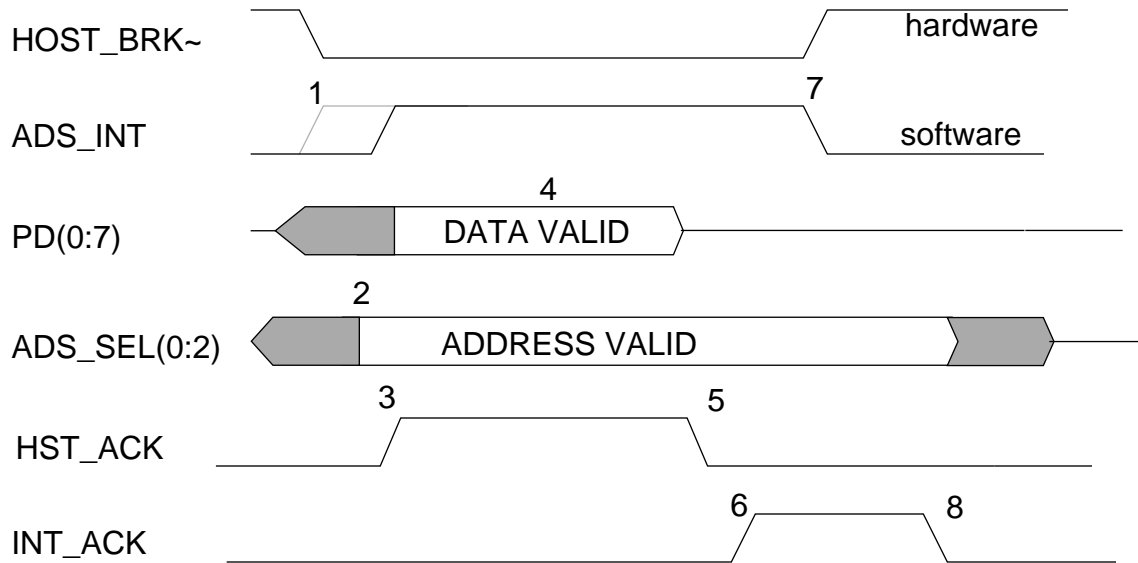 HOST_BRK~
hardware
1
7
ADS_INT
software
4
PD(0:7)
DATA VALID
2
ADS_SEL(0:2)
ADDRESS VALID
3
5
HST_ACK
6
8
INT_ACK